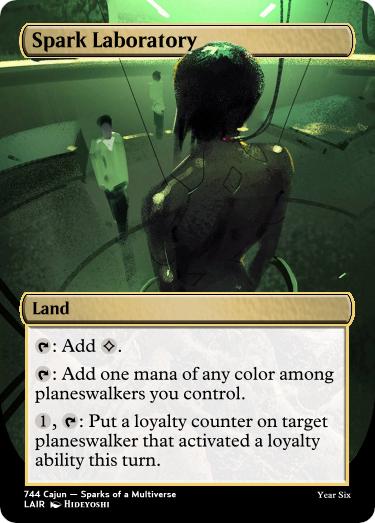 Spark Laboratory
Land
: Add .
: Add one mana of any color among
planeswalkers you control.
1, : Put a loyalty counter on target
planeswalker that activated a loyalty
ability this turn.
744 Cajun — Sparks of a Multiverse
LAIR HIDEYOSHI
Year Six